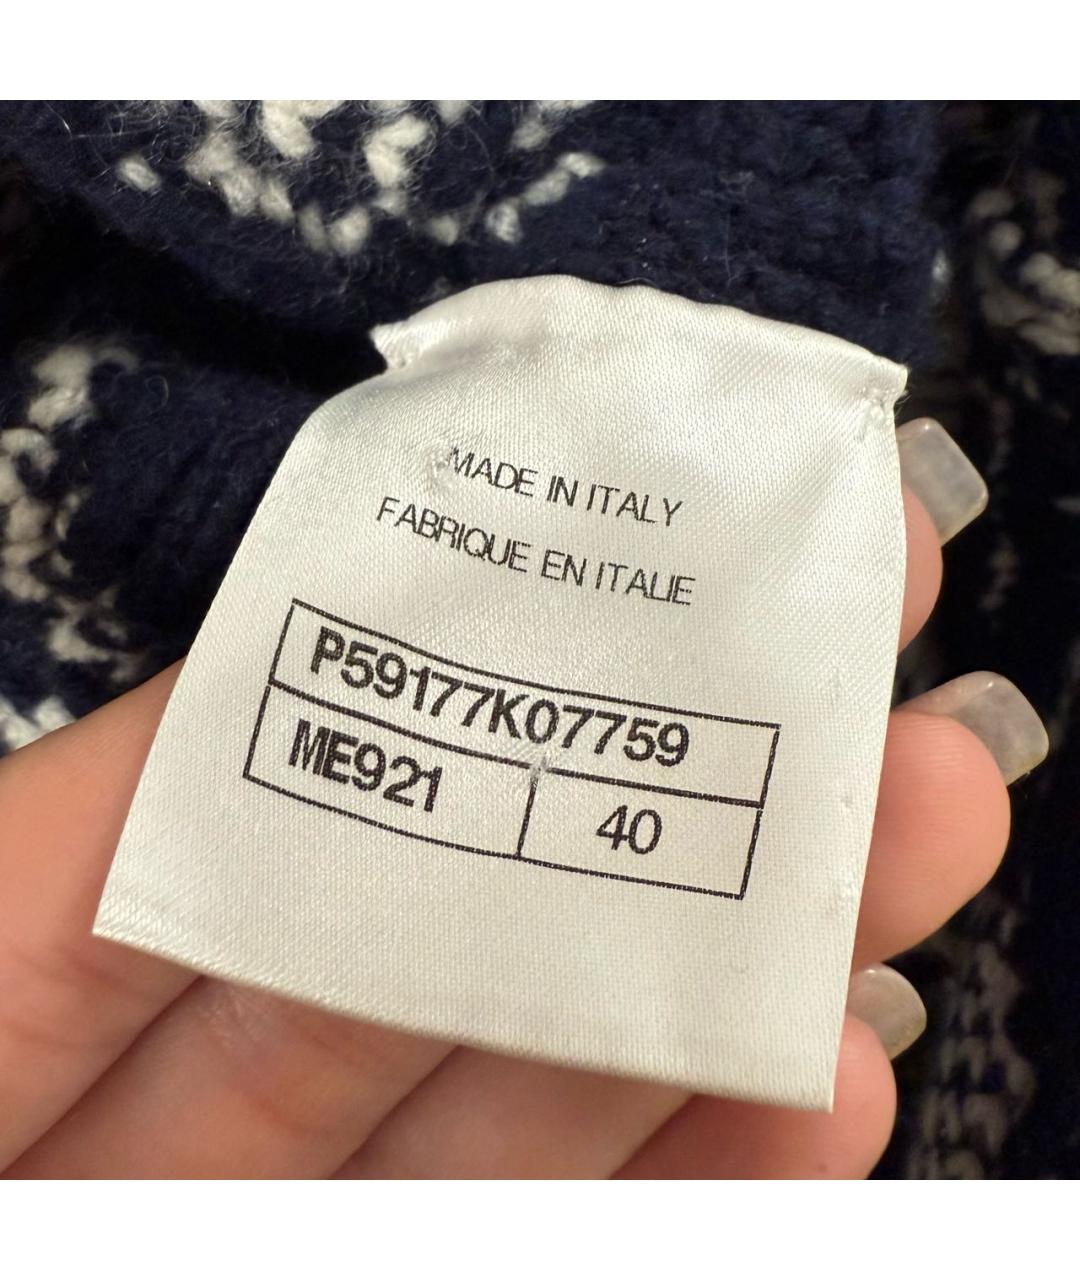 MADE IN ITALY
FABRIQUE EN ITALIE
P59177K07759
ME921 40